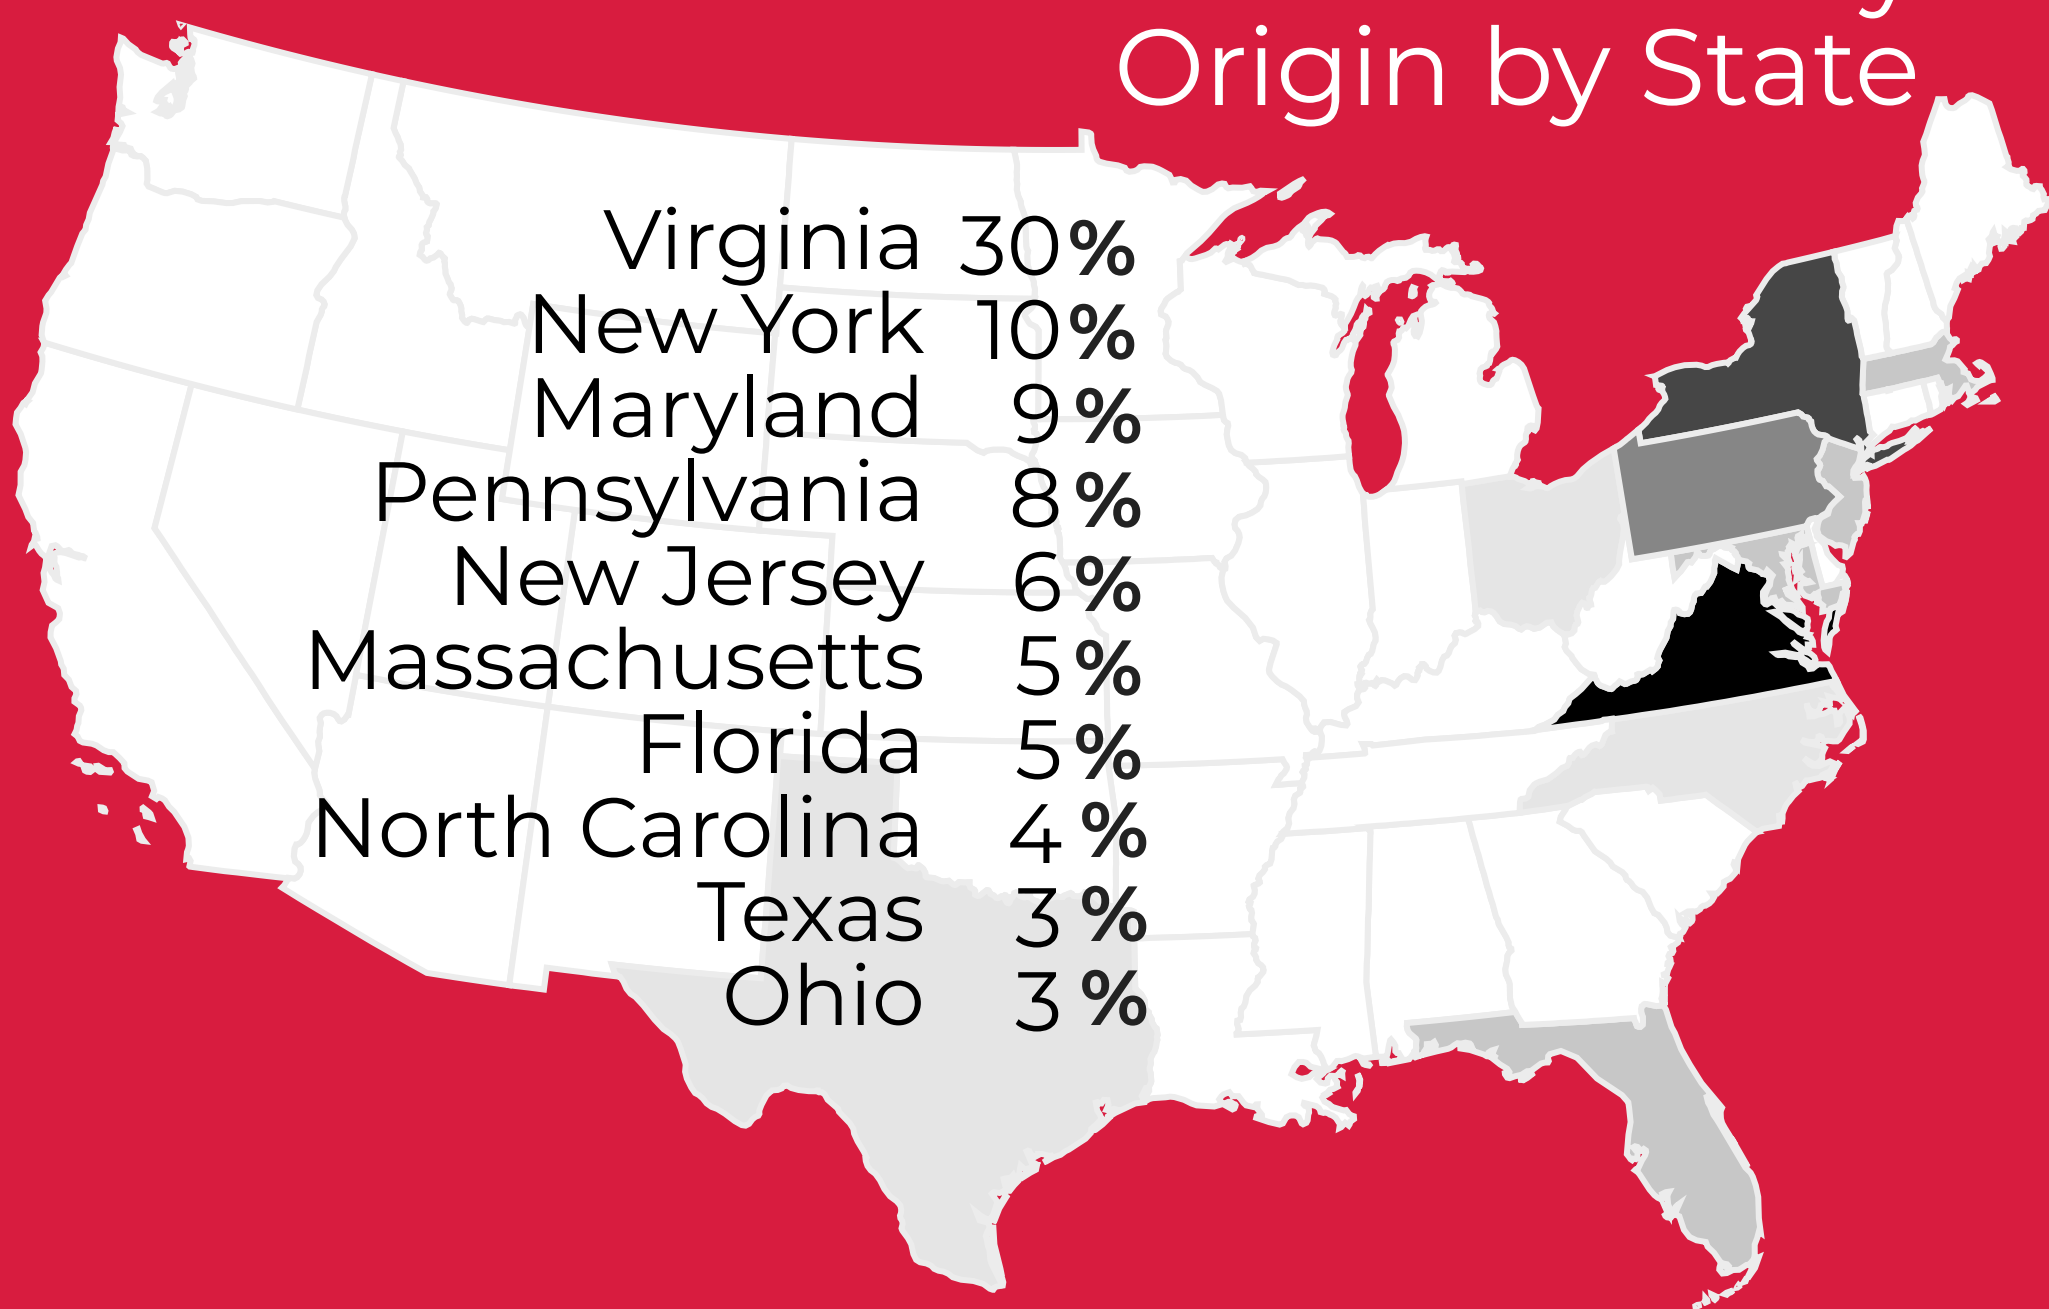 Origin by State
Virginia 30%
New York 10%
Maryland 9%
Pennsylvania 8%
New Jersey 6%
Massachusetts 5%
Florida 5%
North Carolina 4%
Texas 3%
Ohio 3%